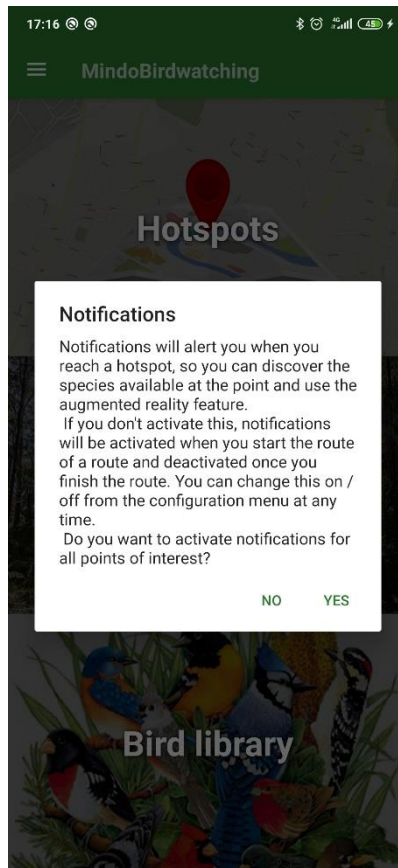 17:16
4G
45
MindoBirdwatching
Hotspots
Notifications
Notifications will alert you when you
reach a hotspot, so you can discover the
species available at the point and use the
augmented reality feature.
If you don't activate this, notifications
will be activated when you start the route
of a route and deactivated once you
finish the route. You can change this on /
off from the configuration menu at any
time.
Do you want to activate notifications for
all points of interest?
NO YES
Bird library